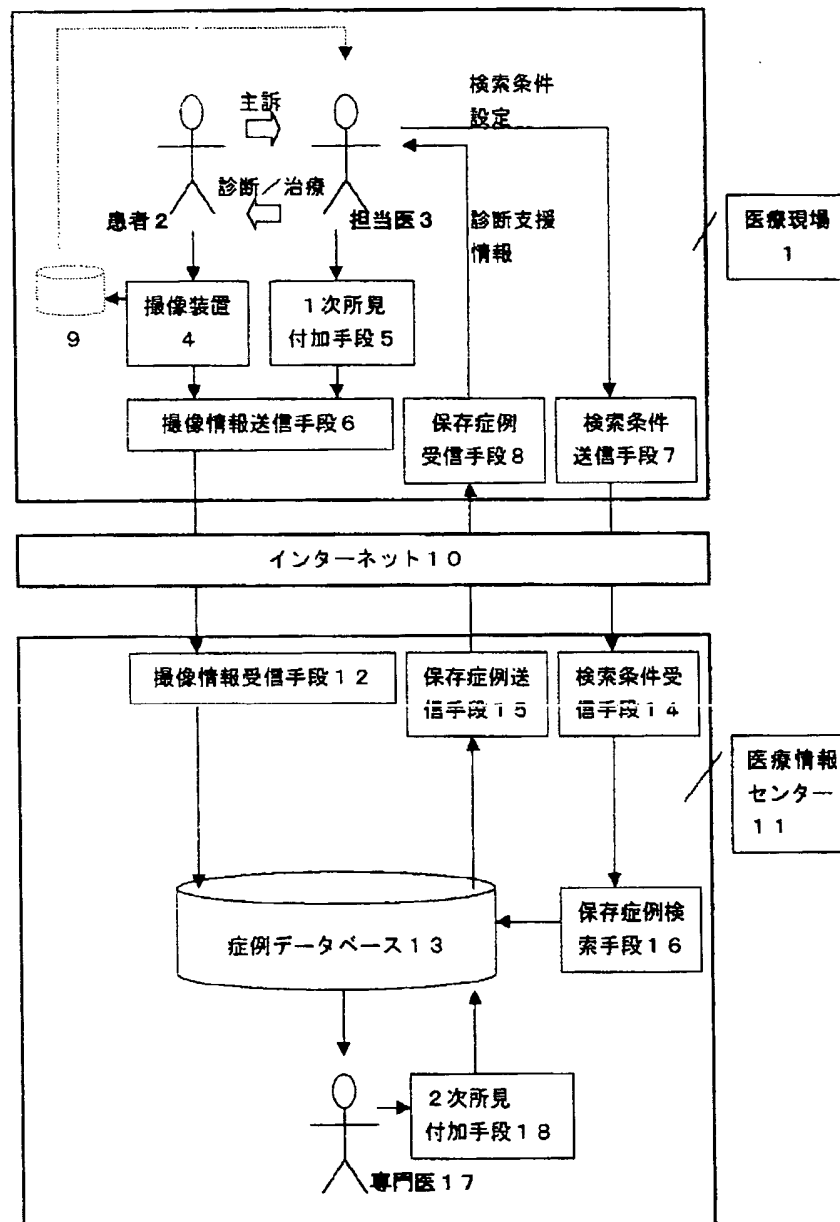 主訴
検索条件
設定
診断／治療
患者２
担当医３
診断支援
情報
医療現場
１
９
撮像装置
４
１次所見
付加手段５
撮像情報送信手段６
保存症例
受信手段８
検索条件
送信手段７
インターネット１０
撮像情報受信手段１２
保存症例送
信手段１５
検索条件受
信手段１４
医療情報
センター
１１
症例データベース１３
保存症例検
索手段１６
２次所見
付加手段１８
専門医１７